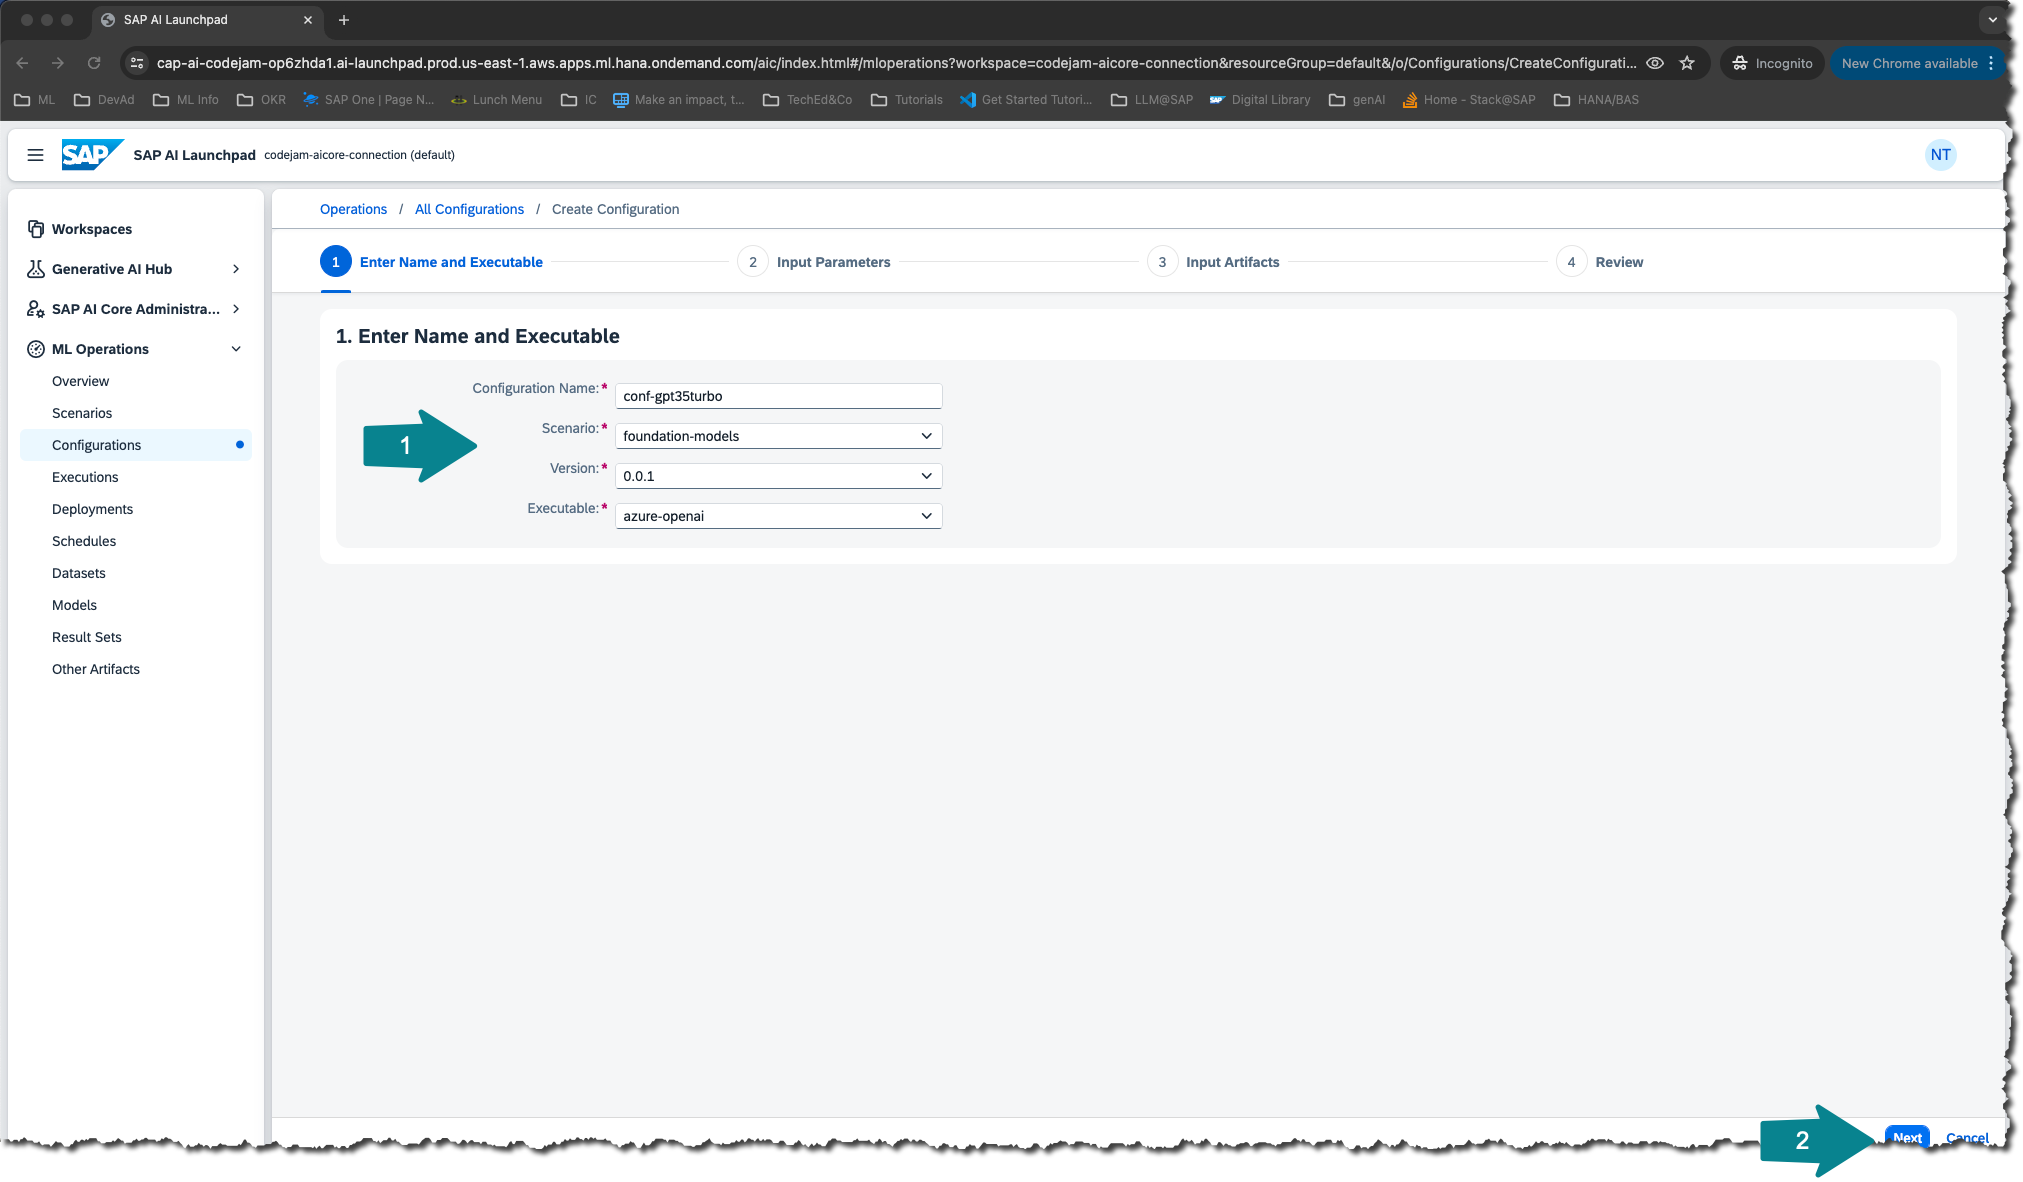 SAP AI Launchpad
cap-ai-codejam-op6zhda1.ai-launchpad.prod.us-east-1.aws.apps.ml.hana.ondemand.com/aic/index.html#/mloperations?workspace=codejam-aicore-connection&resourceGroup=default&/o/Configurations/CreateConfigurati...
Incognito
New Chrome available
ML
DevAd
ML Info
OKR
SAP One | Page N...
Lunch Menu
IC
Make an impact, t...
TechEd&Co
Tutorials
Get Started Tutori...
LLM@SAP
Digital Library
genAI
Home - Stack@SAP
HANA/BAS
SAP
SAP AI Launchpad
codejam-aicore-connection (default)
NT
Workspaces
Generative AI Hub
SAP AI Core Administra...
ML Operations
Overview
Scenarios
Configurations
Executions
Deployments
Schedules
Datasets
Models
Result Sets
Other Artifacts
Operations / All Configurations / Create Configuration
1 Enter Name and Executable
2 Input Parameters
3 Input Artifacts
4 Review
1. Enter Name and Executable
1
Configuration Name:* conf-gpt35turbo
Scenario:* foundation-models
Version:* 0.0.1
Executable:* azure-openai
2
Next
Cancel